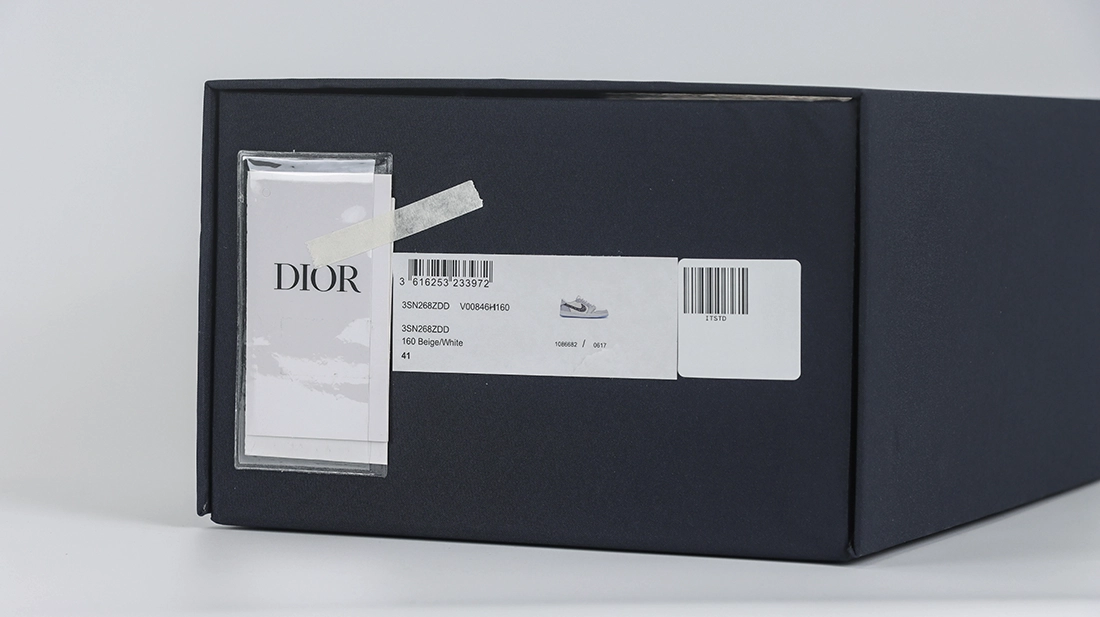 DIOR
3 616253 233972
3SN268ZDD V00846H160
3SN268ZDD
160 Beige/White
41
1086682 / 0617
ITSTD